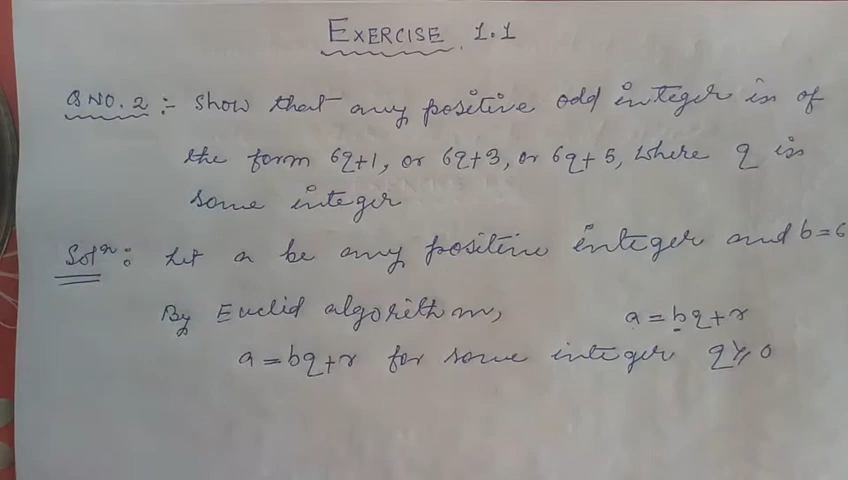 EXERCISE 1.1
Q NO. 2 :- Show that any positive odd integer is of
the form 6q+1, or 6q+3, or 6q+5, where q is
some integer
Solⁿ: Let a be any positive integer and b=6
By Euclid algorithm, a = bq+r
a = bq+r for some integer q≥0